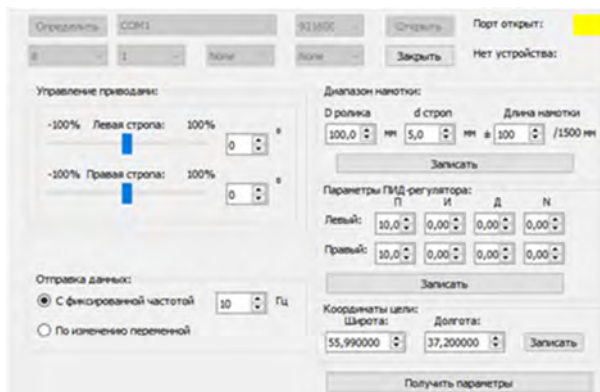 Определить COM1 921600 Открыть Порт открыт:
8 1 None None Закрыть Нет устройства:
Управление приводами:
-100% Левая стропа: 100%
0 °
-100% Правая стропа: 100%
0 °
Отправка данных:
С фиксированной частотой 10 Гц
По изменению переменной
Диапазон намотки:
D ролика d строп Длина намотки
100,0 мм 5,0 мм ± 100 /1500 мм
Записать
Параметры ПИД-регулятора:
П И Д N
Левый: 10,0 0,00 0,00 0,00
Правый: 10,0 0,00 0,00 0,00
Записать
Координаты цели:
Широта: Долгота:
55,990000 37,200000 Записать
Получить параметры